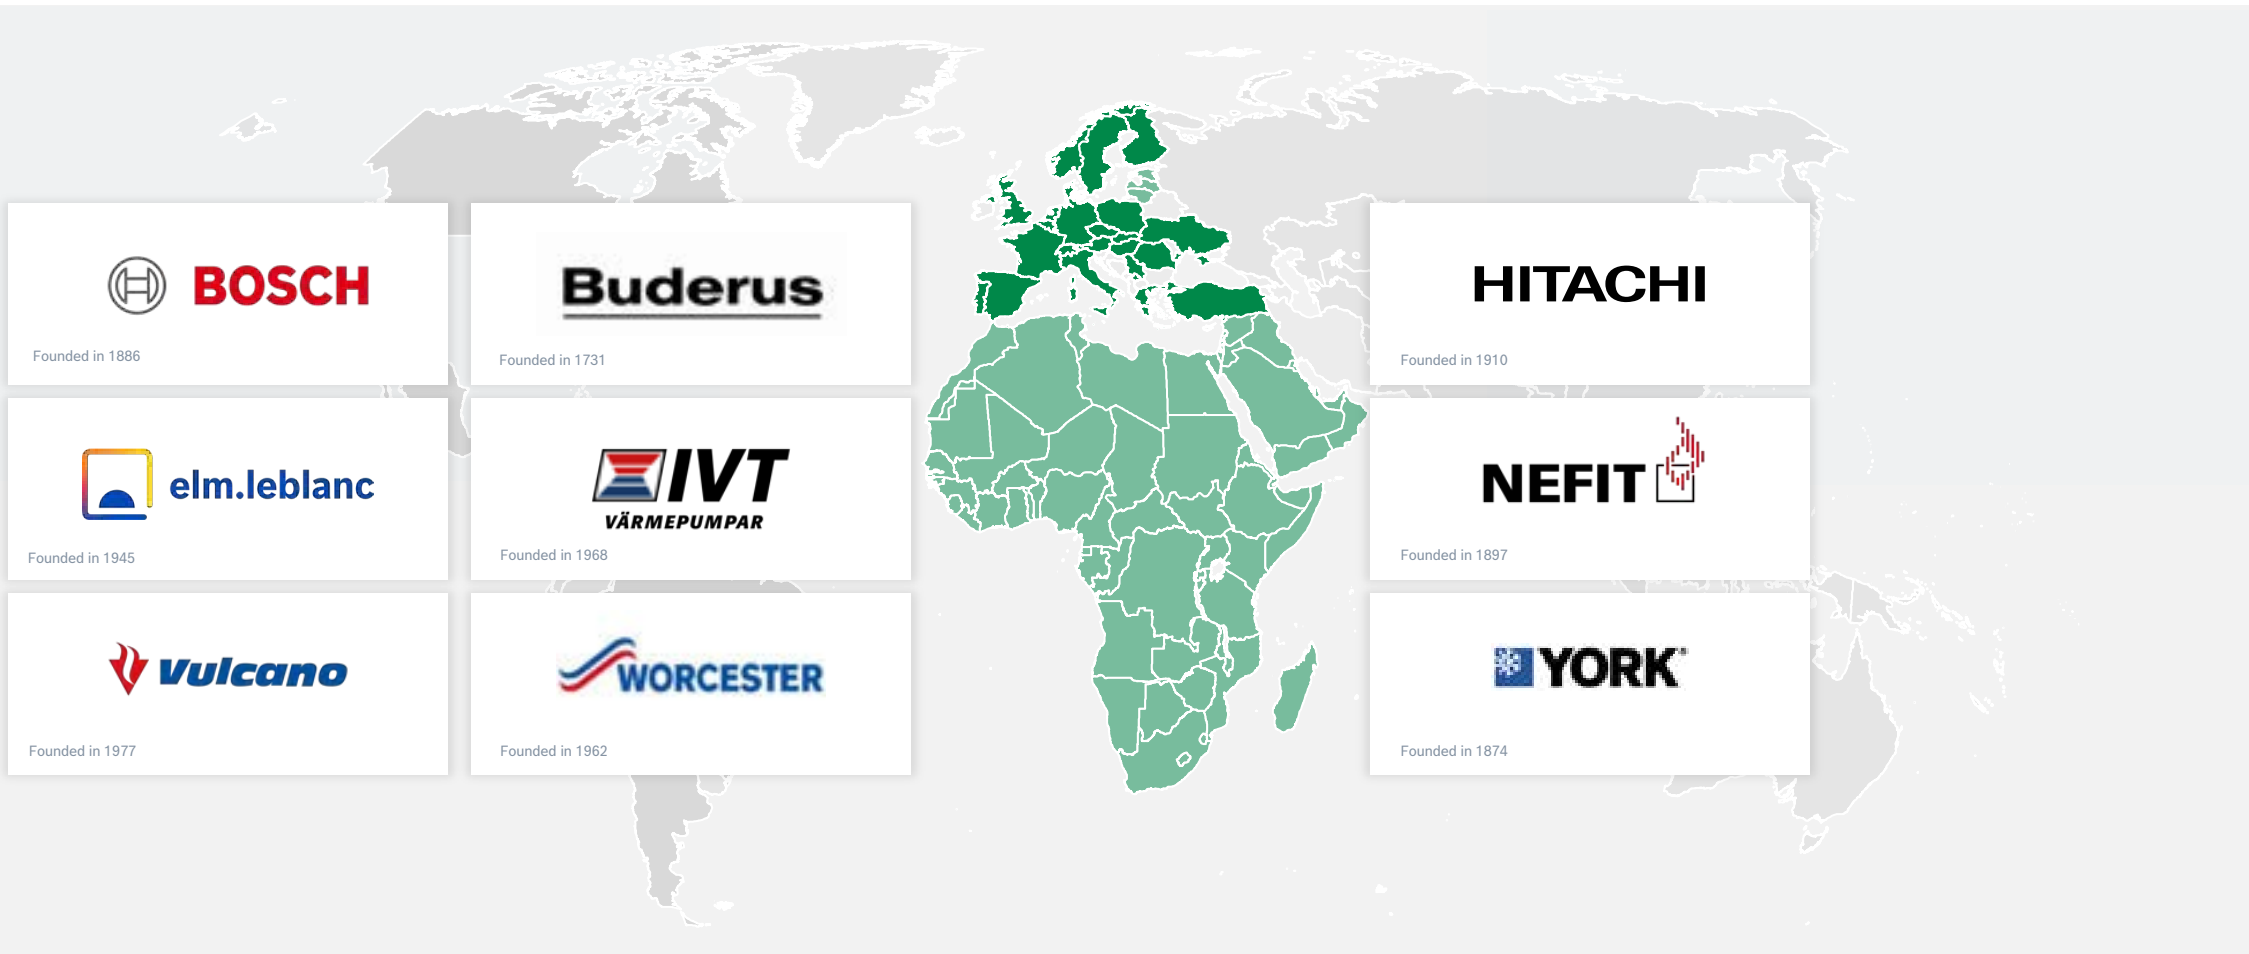 BOSCH
Founded in 1886
Buderus
Founded in 1731
HITACHI
Founded in 1910
elm.leblanc
Founded in 1945
IVT
VÄRMEPUMPAR
Founded in 1968
NEFIT
Founded in 1897
Vulcano
Founded in 1977
WORCESTER
Founded in 1962
YORK®
Founded in 1874